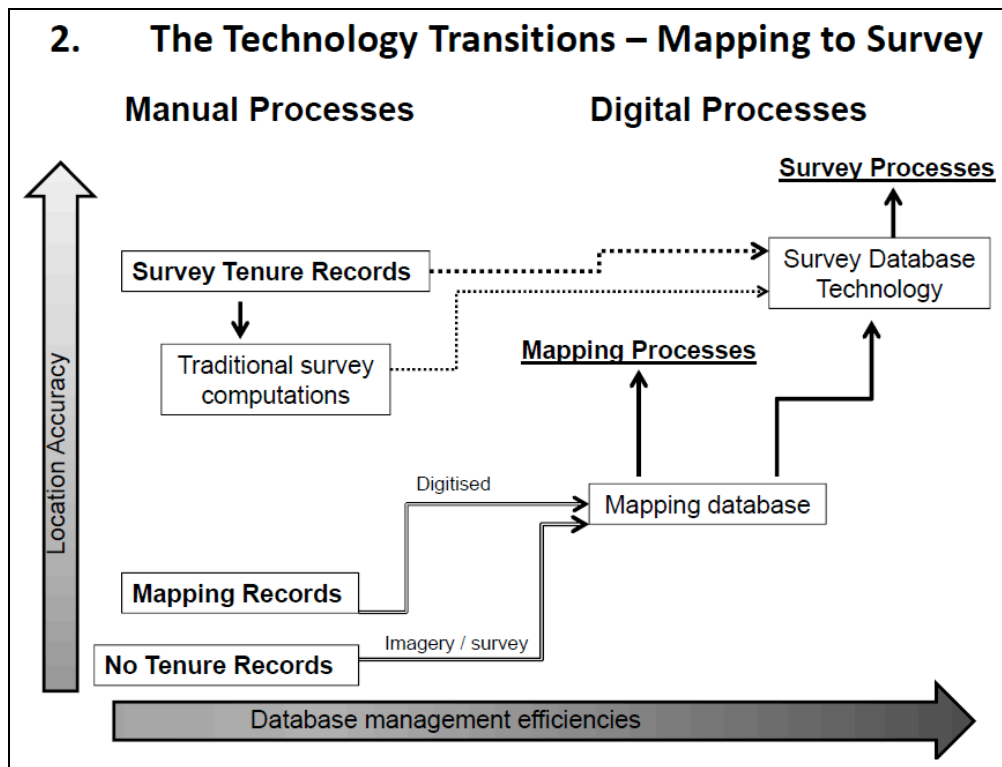 2. The Technology Transitions – Mapping to Survey
Manual Processes
Digital Processes
Survey Processes
Survey Tenure Records
Survey Database
Technology
Mapping Processes
Traditional survey
computations
Location Accuracy
Digitised
Mapping database
Mapping Records
Imagery / survey
No Tenure Records
Database management efficiencies